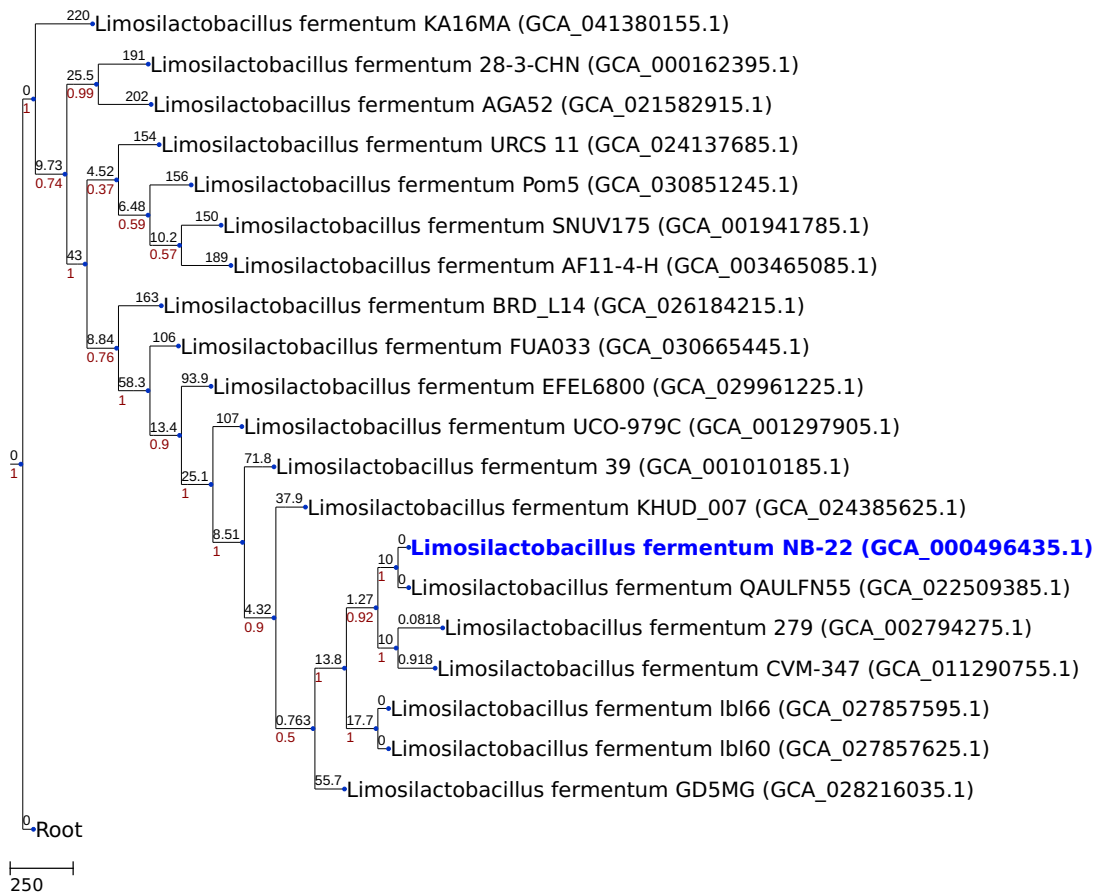 220 Limosilactobacillus fermentum KA16MA (GCA_041380155.1)
191 Limosilactobacillus fermentum 28-3-CHN (GCA_000162395.1)
25.5
0.99
0
1
202 Limosilactobacillus fermentum AGA52 (GCA_021582915.1)
154 Limosilactobacillus fermentum URCS 11 (GCA_024137685.1)
9.73
0.74
4.52
0.37
156 Limosilactobacillus fermentum Pom5 (GCA_030851245.1)
6.48
0.59
150 Limosilactobacillus fermentum SNUV175 (GCA_001941785.1)
10.2
0.57
43
1
189 Limosilactobacillus fermentum AF11-4-H (GCA_003465085.1)
163 Limosilactobacillus fermentum BRD_L14 (GCA_026184215.1)
8.84
0.76
106 Limosilactobacillus fermentum FUA033 (GCA_030665445.1)
58.3
1
93.9 Limosilactobacillus fermentum EFEL6800 (GCA_029961225.1)
13.4
0.9
107 Limosilactobacillus fermentum UCO-979C (GCA_001297905.1)
0
1
25.1
1
71.8 Limosilactobacillus fermentum 39 (GCA_001010185.1)
37.9 Limosilactobacillus fermentum KHUD_007 (GCA_024385625.1)
8.51
1
0 Limosilactobacillus fermentum NB-22 (GCA_000496435.1)
10
1
0 Limosilactobacillus fermentum QAULFN55 (GCA_022509385.1)
1.27
0.92
4.32
0.9
0.0818 Limosilactobacillus fermentum 279 (GCA_002794275.1)
10
1
0.918 Limosilactobacillus fermentum CVM-347 (GCA_011290755.1)
13.8
1
0 Limosilactobacillus fermentum lbl66 (GCA_027857595.1)
0.763
0.5
17.7
1
0 Limosilactobacillus fermentum lbl60 (GCA_027857625.1)
55.7 Limosilactobacillus fermentum GD5MG (GCA_028216035.1)
0 Root
250